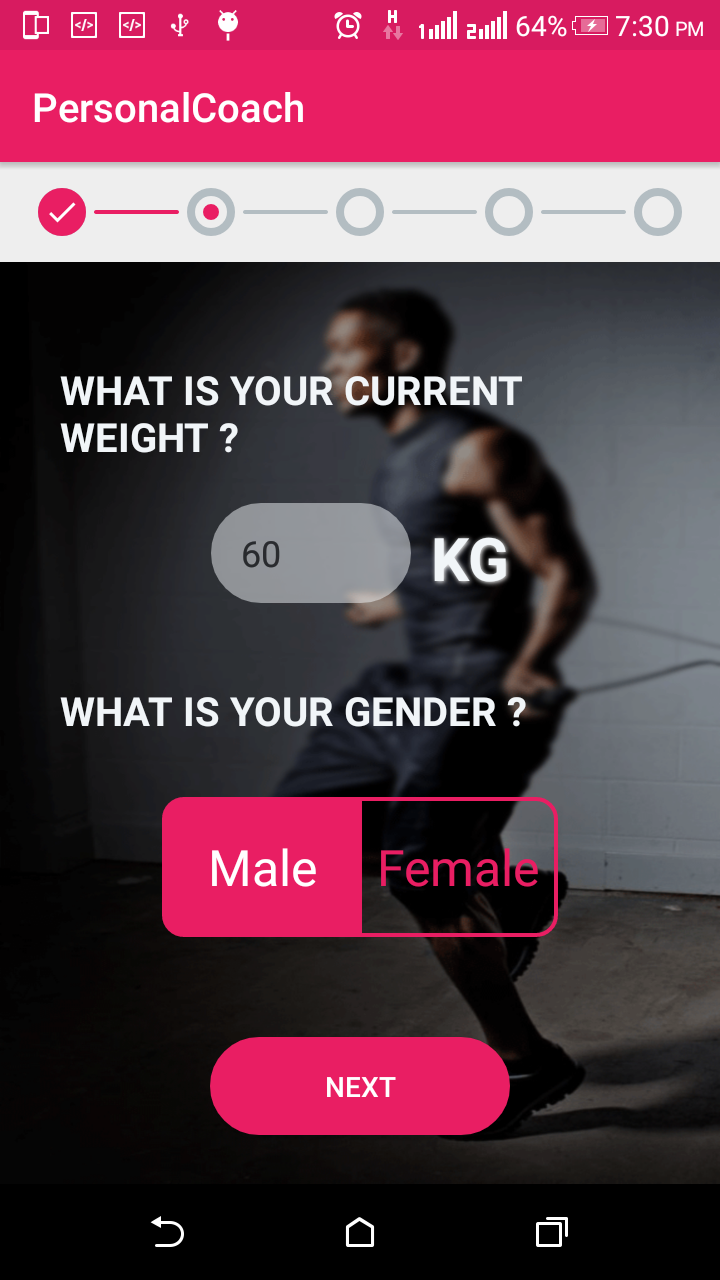 H 1 2 64% 7:30 PM
PersonalCoach
WHAT IS YOUR CURRENT
WEIGHT ?
60 KG
WHAT IS YOUR GENDER ?
Male Female
NEXT